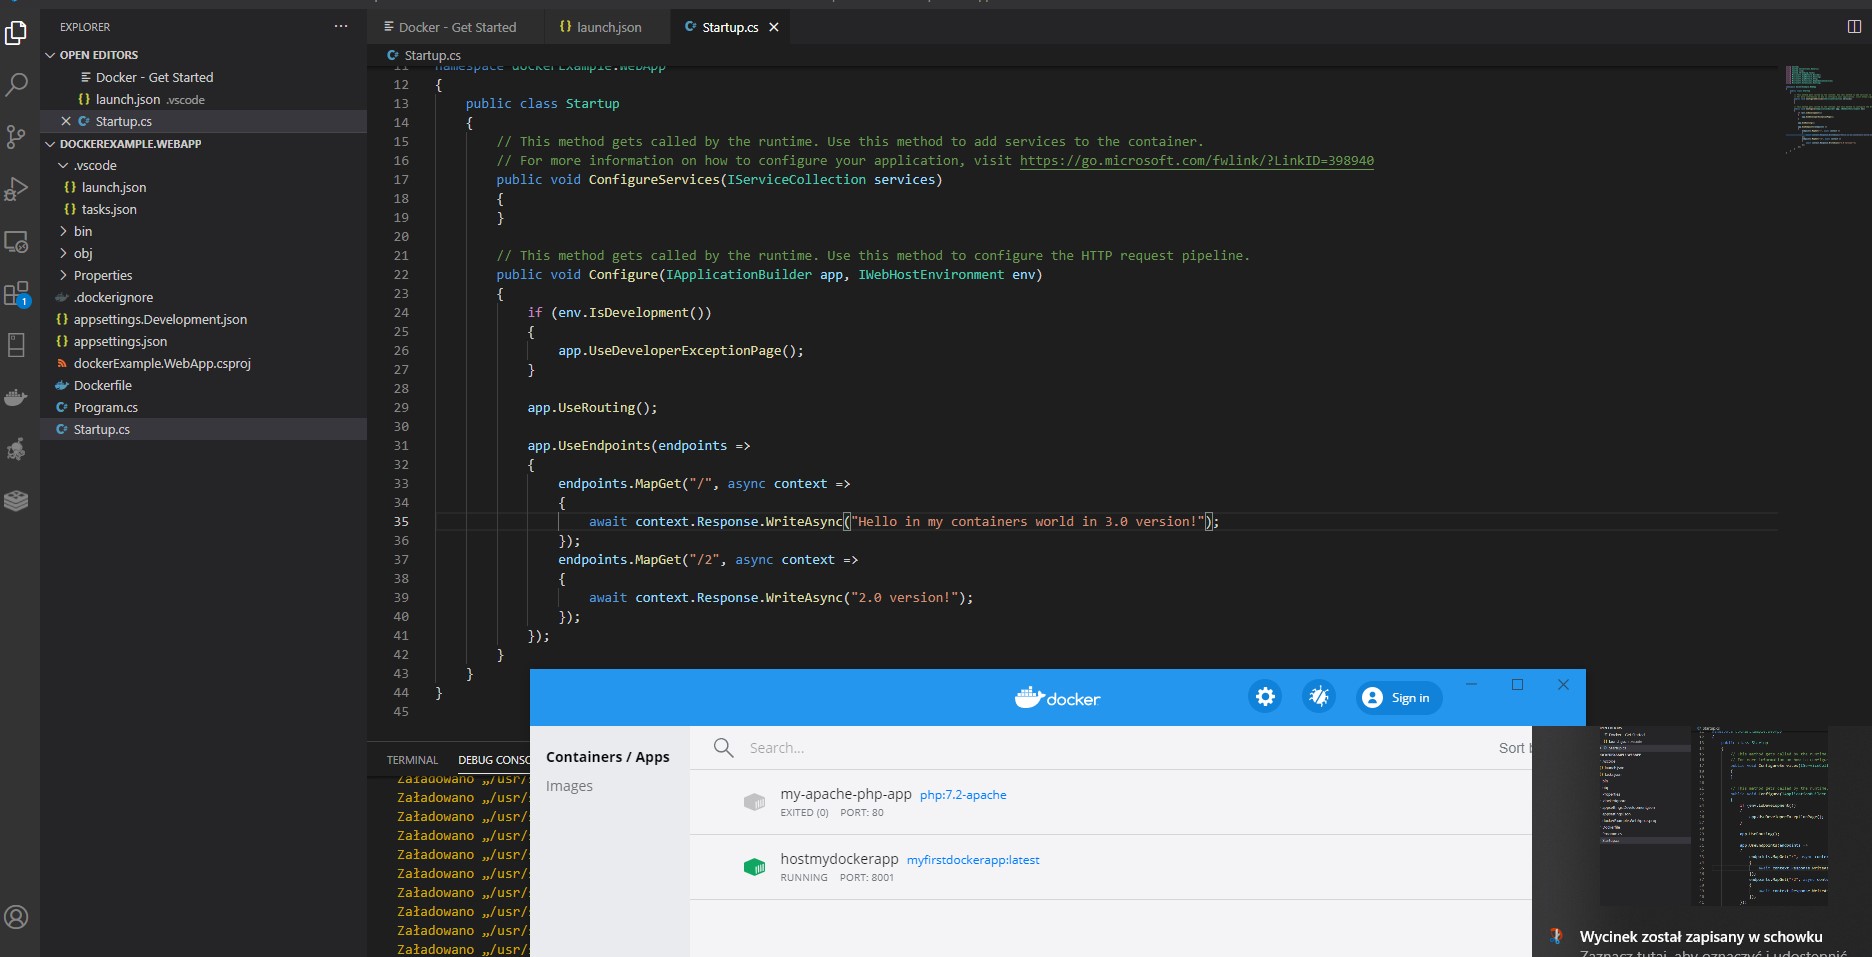 EXPLORER
OPEN EDITORS
Docker - Get Started
launch.json .vscode
Startup.cs
DOCKEREXAMPLE.WEBAPP
.vscode
launch.json
tasks.json
bin
obj
Properties
.dockerignore
appsettings.Development.json
appsettings.json
dockerExample.WebApp.csproj
Dockerfile
Program.cs
Startup.cs
1
Docker - Get Started
launch.json
Startup.cs
Startup.cs
11 namespace dockerExample.WebApp
12 {
13 public class Startup
14 {
15 // This method gets called by the runtime. Use this method to add services to the container.
16 // For more information on how to configure your application, visit https://go.microsoft.com/fwlink/?LinkID=398940
17 public void ConfigureServices(IServiceCollection services)
18 {
19 }
20
21 // This method gets called by the runtime. Use this method to configure the HTTP request pipeline.
22 public void Configure(IApplicationBuilder app, IWebHostEnvironment env)
23 {
24 if (env.IsDevelopment())
25 {
26 app.UseDeveloperExceptionPage();
27 }
28
29 app.UseRouting();
30
31 app.UseEndpoints(endpoints =>
32 {
33 endpoints.MapGet("/", async context =>
34 {
35 await context.Response.WriteAsync("Hello in my containers world in 3.0 version!");
36 });
37 endpoints.MapGet("/2", async context =>
38 {
39 await context.Response.WriteAsync("2.0 version!");
40 });
41 });
42 }
43 }
44 }
45
TERMINAL DEBUG CONSO
Załadowano „/usr/
Załadowano „/usr/
Załadowano „/usr/
Załadowano „/usr/
Załadowano „/usr/
Załadowano „/usr/
Załadowano „/usr/
Załadowano „/usr/
Załadowano „/usr/
Załadowano „/usr/
docker
Sign in
Containers / Apps
Images
Search...
Sort b
my-apache-php-app php:7.2-apache
EXITED (0) PORT: 80
hostmydockerapp myfirstdockerapp:latest
RUNNING PORT: 8001
Wycinek został zapisany w schowku
Zaznacz tutaj, aby oznaczyć i udostępnić